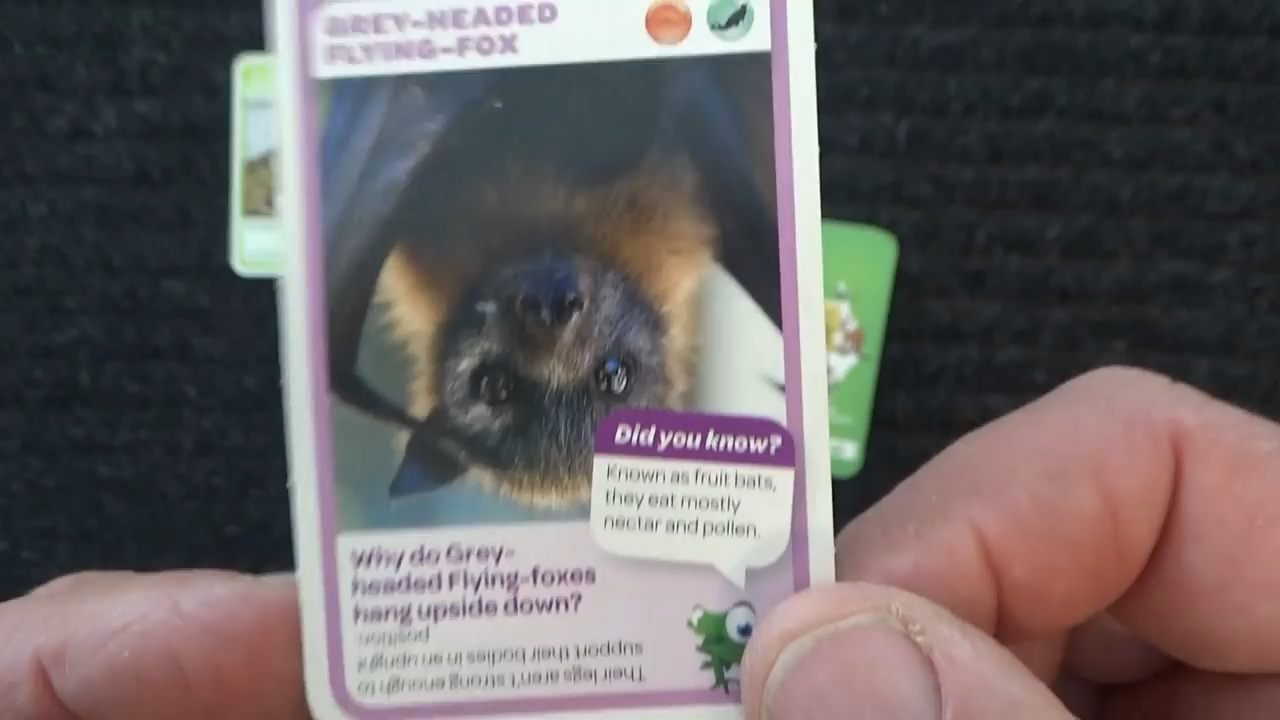 GREY-HEADED
FLYING-FOX
Did you know?
Known as fruit bats,
they eat mostly
nectar and pollen.
Why do Grey-
headed Flying-foxes
hang upside down?
Their legs aren't strong enough to
support their bodies in an upright
position